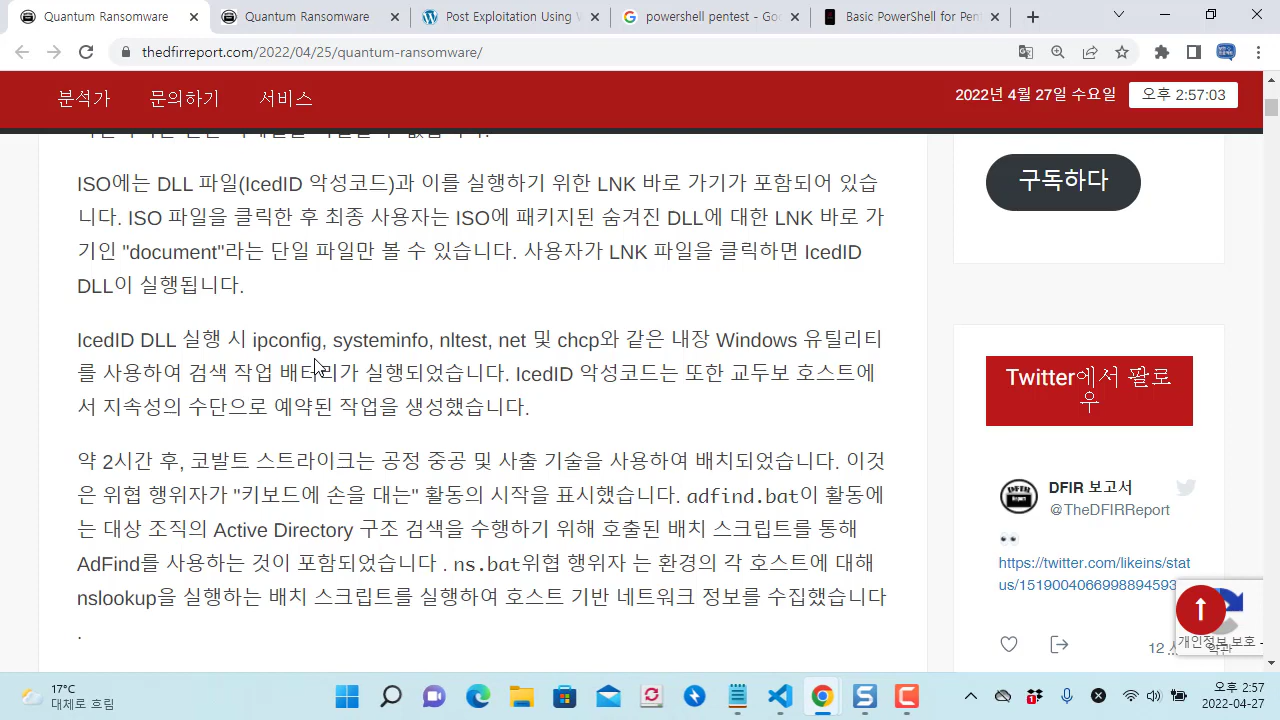 Quantum Ransomware
Quantum Ransomware
Post Exploitation Using W
powershell pentest - Goo
Basic PowerShell for Pent
thedfirreport.com/2022/04/25/quantum-ransomware/
분석가 문의하기 서비스
2022년 4월 27일 수요일 오후 2:57:03
ISO에는 DLL 파일(IcedID 악성코드)과 이를 실행하기 위한 LNK 바로 가기가 포함되어 있습
니다. ISO 파일을 클릭한 후 최종 사용자는 ISO에 패키지된 숨겨진 DLL에 대한 LNK 바로 가
기인 "document"라는 단일 파일만 볼 수 있습니다. 사용자가 LNK 파일을 클릭하면 IcedID
DLL이 실행됩니다.
IcedID DLL 실행 시 ipconfig, systeminfo, nltest, net 및 chcp와 같은 내장 Windows 유틸리티
를 사용하여 검색 작업 배터리가 실행되었습니다. IcedID 악성코드는 또한 교두보 호스트에
서 지속성의 수단으로 예약된 작업을 생성했습니다.
약 2시간 후, 코발트 스트라이크는 공정 중공 및 사출 기술을 사용하여 배치되었습니다. 이것
은 위협 행위자가 "키보드에 손을 대는" 활동의 시작을 표시했습니다. adfind.bat이 활동에
는 대상 조직의 Active Directory 구조 검색을 수행하기 위해 호출된 배치 스크립트를 통해
AdFind를 사용하는 것이 포함되었습니다 . ns.bat위협 행위자 는 환경의 각 호스트에 대해
nslookup을 실행하는 배치 스크립트를 실행하여 호스트 기반 네트워크 정보를 수집했습니다
.
구독하다
Twitter에서 팔로
우
DFIR 보고서
@TheDFIRReport
👀
https://twitter.com/likeins/stat
us/1519004066998894593
12
개인정보 보호 -
약관
17°C
대체로 흐림
오후 2:57
2022-04-27